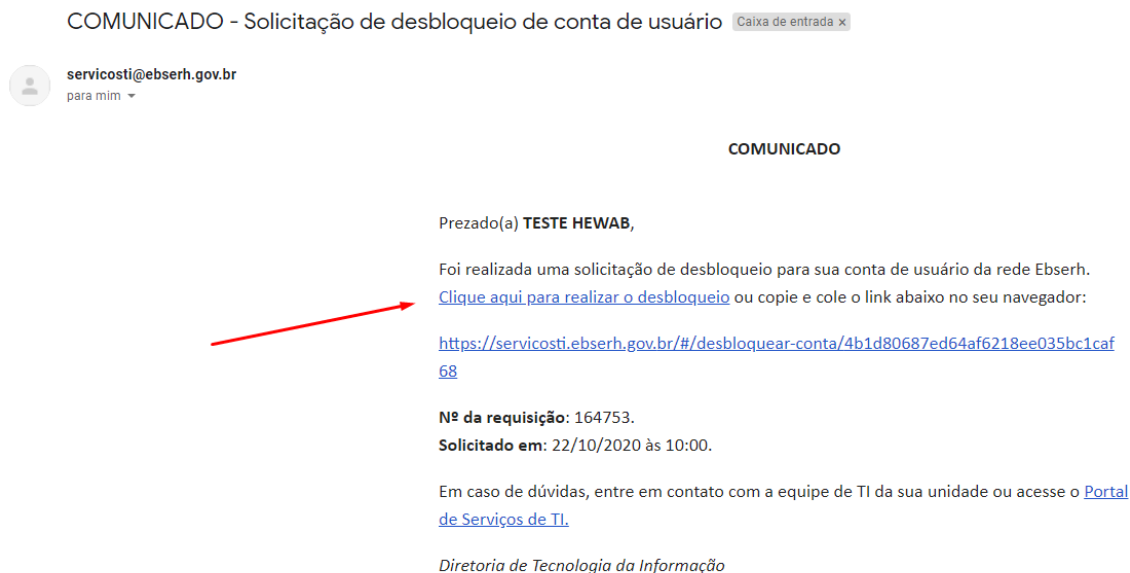 COMUNICADO - Solicitação de desbloqueio de conta de usuário Caixa de entrada x
servicosti@ebserh.gov.br
para mim
COMUNICADO
Prezado(a) TESTE HEWAB,
Foi realizada uma solicitação de desbloqueio para sua conta de usuário da rede Ebserh.
Clique aqui para realizar o desbloqueio ou copie e cole o link abaixo no seu navegador:
https://servicosti.ebserh.gov.br/#/desbloquear-conta/4b1d80687ed64af6218ee035bc1caf
68
Nº da requisição: 164753.
Solicitado em: 22/10/2020 às 10:00.
Em caso de dúvidas, entre em contato com a equipe de TI da sua unidade ou acesse o Portal
de Serviços de TI.
Diretoria de Tecnologia da Informação